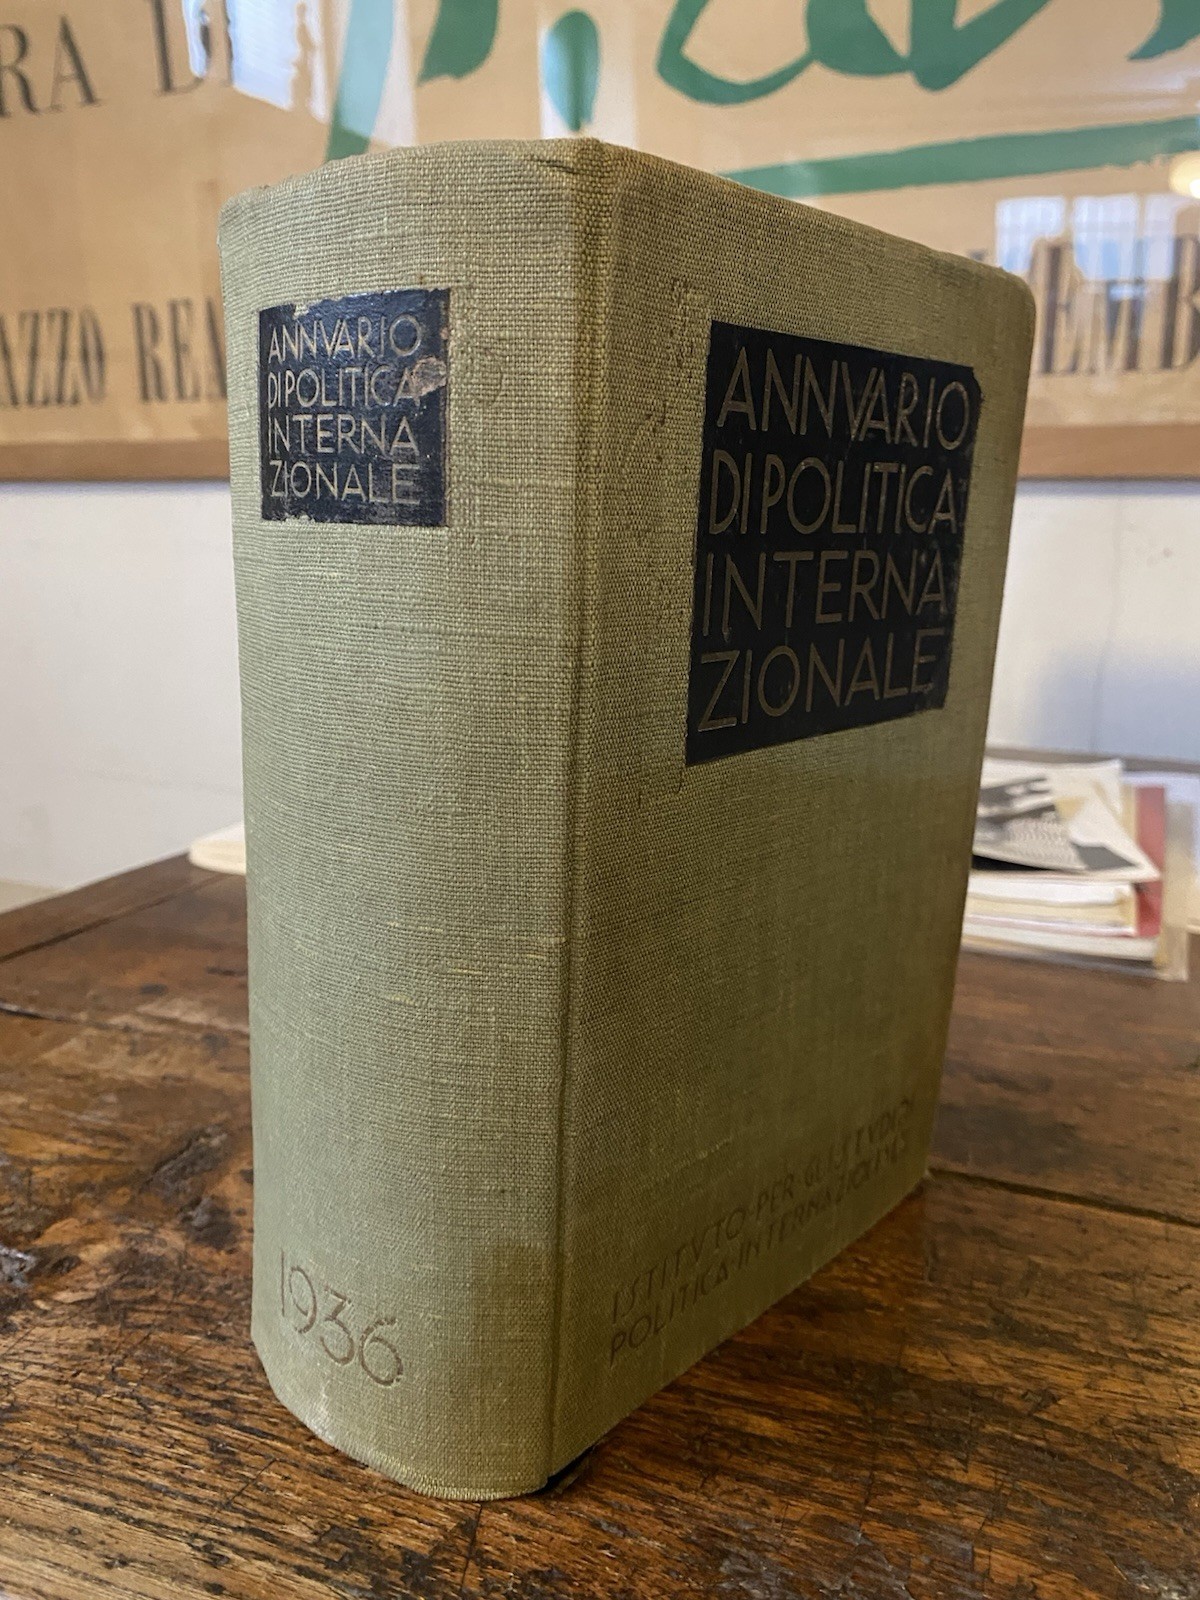 ANNVARIO
DI POLITICA
INTERNA
ZIONALE
1936
ANNVARIO
DI POLITICA
INTERNA
ZIONALE
ISTITVTO·PER·GLI·STVDI·DI
POLITICA·INTERNAZIONALE
RA DI
AZZO REA
EMB